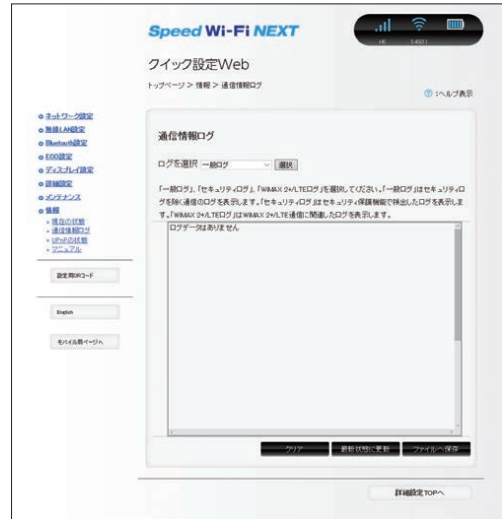 Speed Wi-Fi NEXT
クイック設定Web
トップページ > 情報 > 通信情報ログ
:ヘルプ表示
ネットワーク設定
無線LAN設定
Bluetooth設定
ECO設定
ディスプレイ設定
詳細設定
メンテナンス
情報
現在の状態
通信情報ログ
UPnPの状態
マニュアル
設定用QRコード
English
モバイル用ページへ
通信情報ログ
ログを選択 一般ログ 選択
「一般ログ」、「セキュリティログ」、「WiMAX 2+/LTEログ」を選択してください。「一般ログ」はセキュリティロ
グを除く通信のログを表示します。「セキュリティログ」はセキュリティ保護機能で検出したログを表示しま
す。「WiMAX 2+/LTEログ」はWiMAX 2+/LTE通信に関連したログを表示します。
ログデータはありません
クリア 最新状態に更新 ファイルへ保存
詳細設定TOPへ